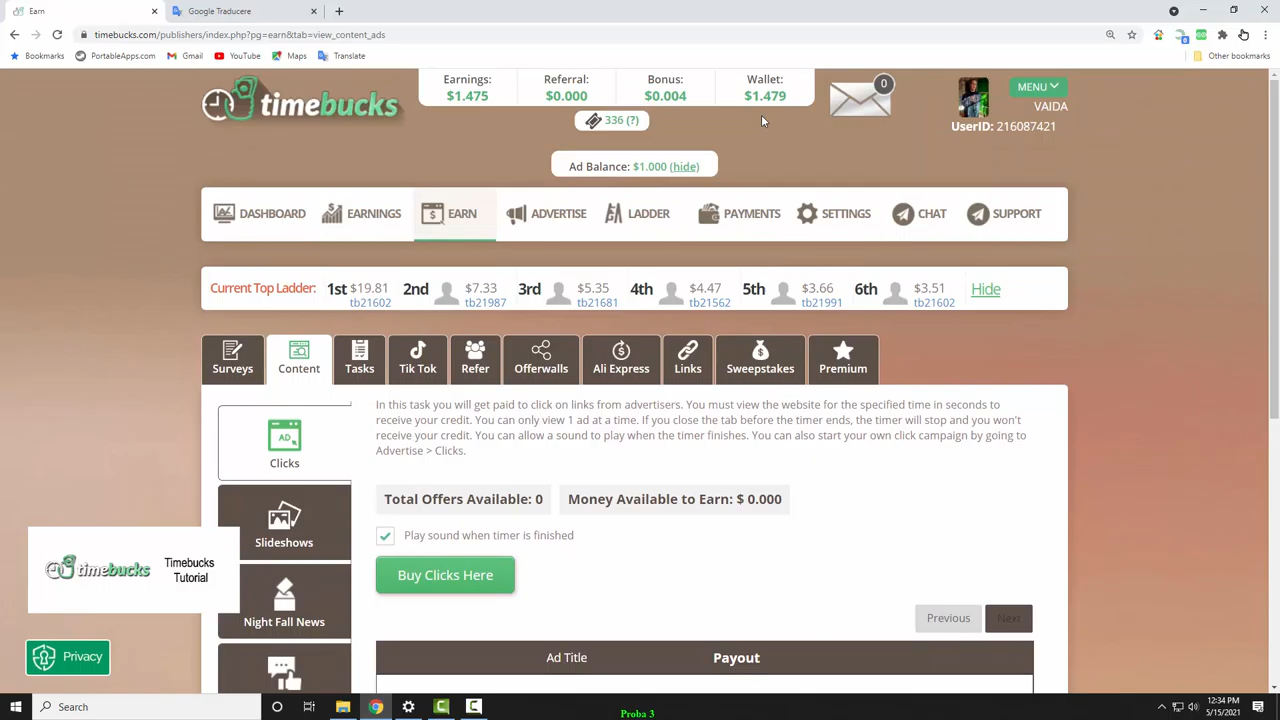 Earn
Google Traducere
timebucks.com/publishers/index.php?pg=earn&tab=view_content_ads
Bookmarks
PortableApps.com
Gmail
YouTube
Maps
Translate
Other bookmarks
timebucks
Earnings:
$1.475
Referral:
$0.000
Bonus:
$0.004
Wallet:
$1.479
0
MENU
VAIDA
UserID: 216087421
336 (?)
Ad Balance: $1.000 (hide)
DASHBOARD
EARNINGS
EARN
ADVERTISE
LADDER
PAYMENTS
SETTINGS
CHAT
SUPPORT
Current Top Ladder:
1st $19.81
tb21602
2nd $7.33
tb21987
3rd $5.35
tb21681
4th $4.47
tb21562
5th $3.66
tb21991
6th $3.51
tb21602
Hide
Surveys
Content
Tasks
Tik Tok
Refer
Offerwalls
Ali Express
Links
Sweepstakes
Premium
In this task you will get paid to click on links from advertisers. You must view the website for the specified time in seconds to
receive your credit. You can only view 1 ad at a time. If you close the tab before the timer ends, the timer will stop and you won't
receive your credit. You can allow a sound to play when the timer finishes. You can also start your own click campaign by going to
Advertise > Clicks.
AD
Clicks
Total Offers Available: 0
Money Available to Earn: $ 0.000
Play sound when timer is finished
Slideshows
Buy Clicks Here
timebucks
Timebucks
Tutorial
Night Fall News
Previous
Next
Privacy
Ad Title
Payout
Search
12:34 PM
5/15/2021
Proba 3